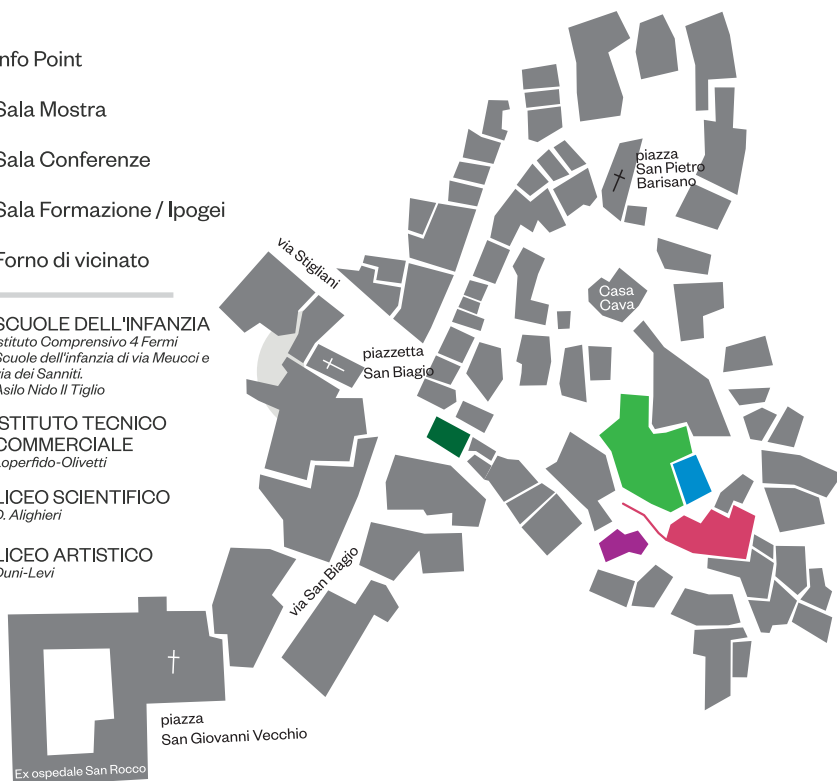 nfo Point
Sala Mostra
Sala Conferenze
Sala Formazione / Ipogei
Forno di vicinato
SCUOLE DELL'INFANZIA
stituto Comprensivo 4 Fermi
Scuole dell'infanzia di via Meucci e
via dei Sanniti.
Asilo Nido Il Tiglio
STITUTO TECNICO
COMMERCIALE
Loperfido-Olivetti
LICEO SCIENTIFICO
D. Alighieri
LICEO ARTISTICO
Duni-Levi
piazza
San Pietro
Barisano
via Stigliani
Casa
Cava
piazzetta
San Biagio
via San Biagio
piazza
San Giovanni Vecchio
Ex ospedale San Rocco